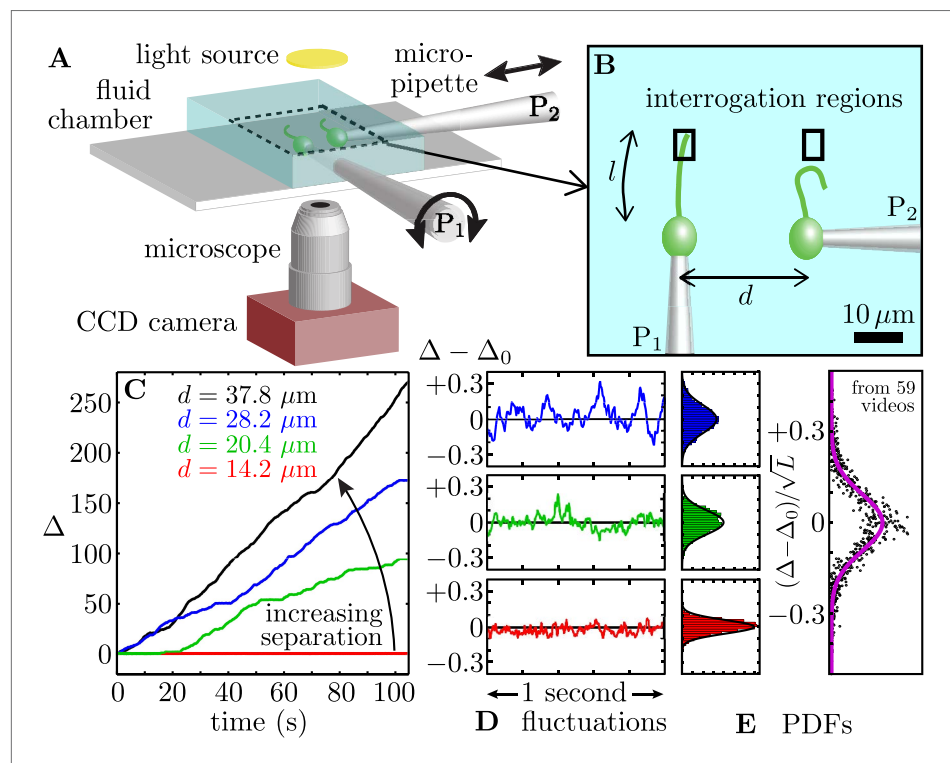 A
light source
fluid
chamber
micro-
pipette
P₂
P₁
microscope
CCD camera
B
interrogation regions
l
P₂
d
P₁
10 μm
C
Δ
250
200
150
100
50
0
d = 37.8 μm
d = 28.2 μm
d = 20.4 μm
d = 14.2 μm
increasing
separation
0 20 40 60 80 100
time (s)
Δ − Δ₀
+0.3
0
−0.3
+0.3
0
−0.3
+0.3
0
−0.3
1 second
D fluctuations
(Δ−Δ₀)/√L
+0.3
0
−0.3
from 59
videos
E PDFs